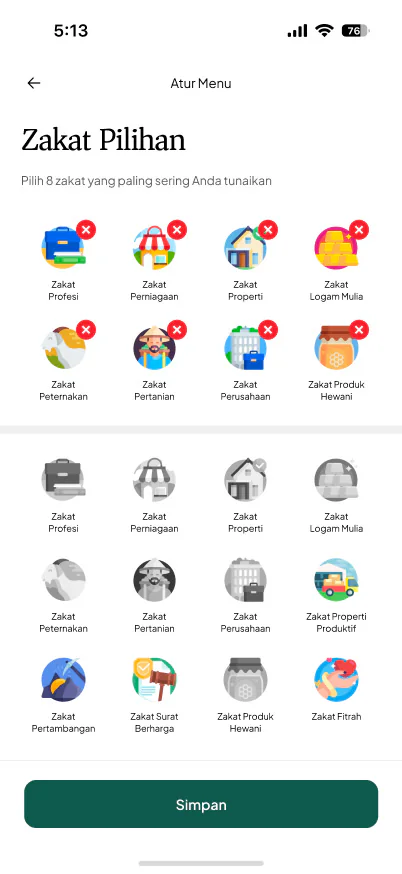 5:13
76
Atur Menu
Zakat Pilihan
Pilih 8 zakat yang paling sering Anda tunaikan
Zakat
Profesi
Zakat
Perniagaan
Zakat
Properti
Zakat
Logam Mulia
Zakat
Peternakan
Zakat
Pertanian
Zakat
Perusahaan
Zakat Produk
Hewani
Zakat
Profesi
Zakat
Perniagaan
Zakat
Properti
Zakat
Logam Mulia
Zakat
Peternakan
Zakat
Pertanian
Zakat
Perusahaan
Zakat Properti
Produktif
Zakat
Pertambangan
Zakat Surat
Berharga
Zakat Produk
Hewani
Zakat Fitrah
Simpan